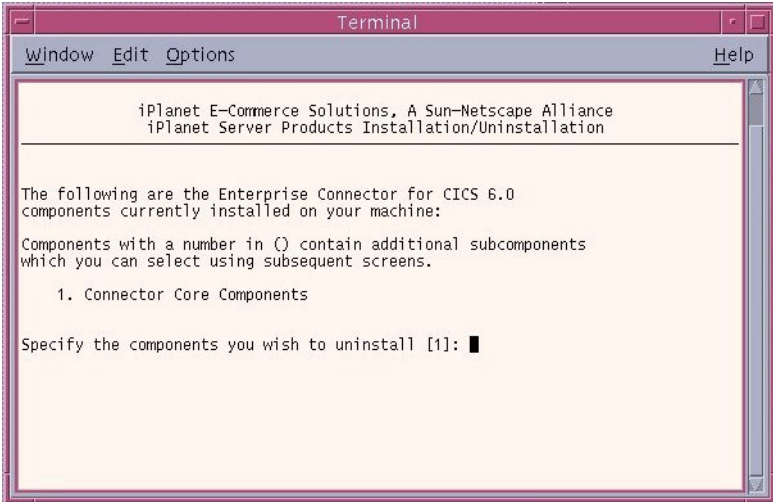 Terminal
Window Edit Options Help
iPlanet E-Commerce Solutions, A Sun-Netscape Alliance
iPlanet Server Products Installation/Uninstallation
The following are the Enterprise Connector for CICS 6.0
components currently installed on your machine:
Components with a number in () contain additional subcomponents
which you can select using subsequent screens.
1. Connector Core Components
Specify the components you wish to uninstall [1]: